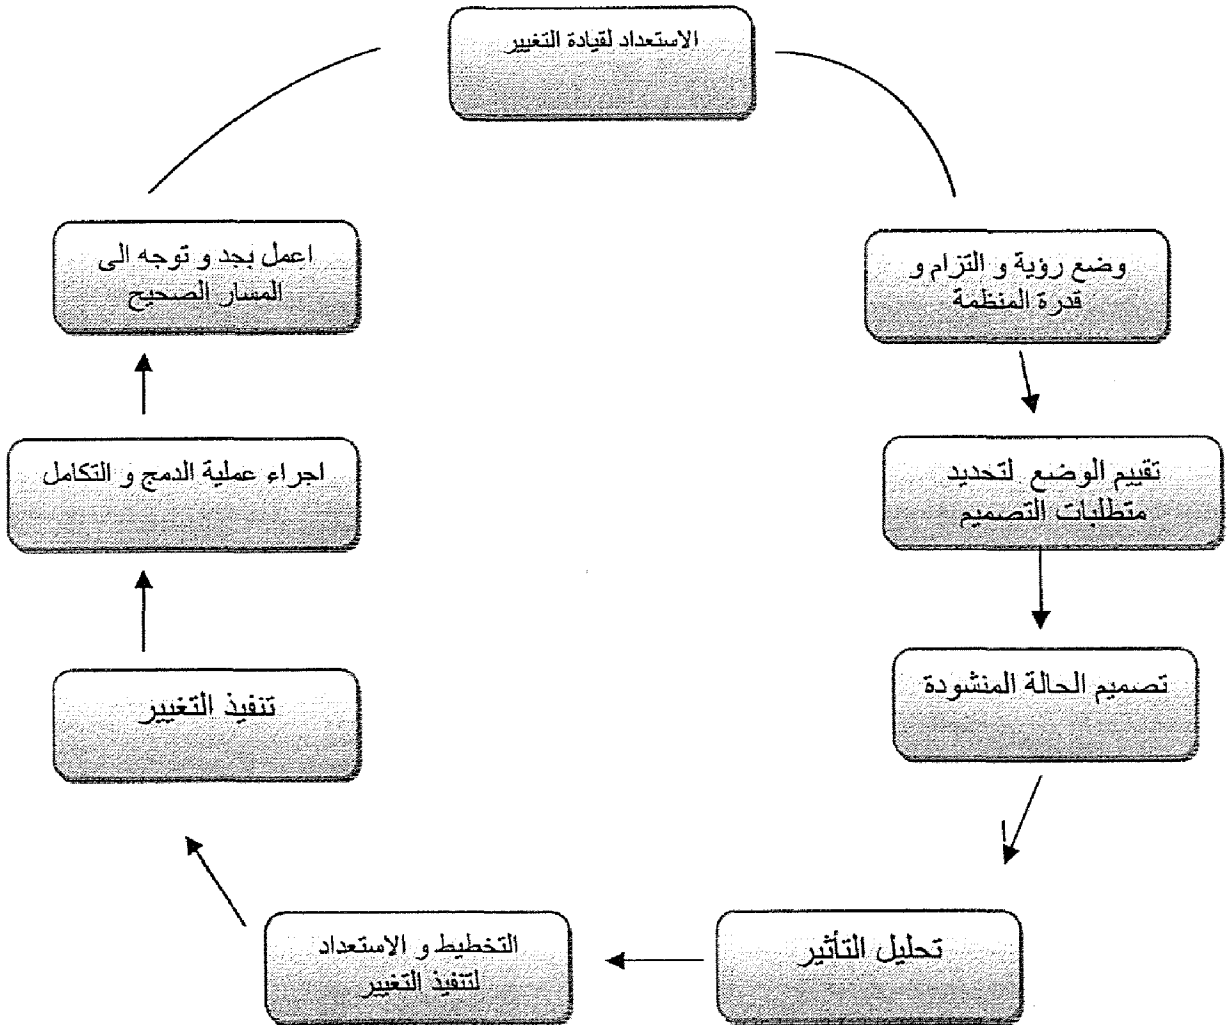 الاستعداد لقيادة التغيير
وضع رؤية و التزام و
قدرة المنظمة
تقييم الوضع لتحديد
متطلبات التصميم
تصميم الحالة المنشودة
تحليل التأثير
التخطيط و الاستعداد
لتنفيذ التغيير
تنفيذ التغيير
اجراء عملية الدمج و التكامل
اعمل بجد و توجه الى
المسار الصحيح